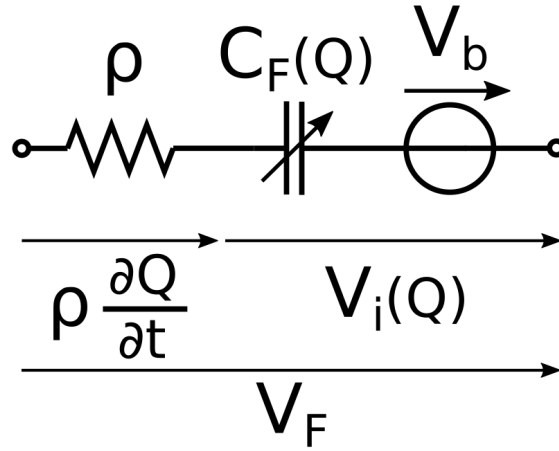 ρ
C_F(Q)
V_b
ρ ∂Q/∂t
V_i(Q)
V_F